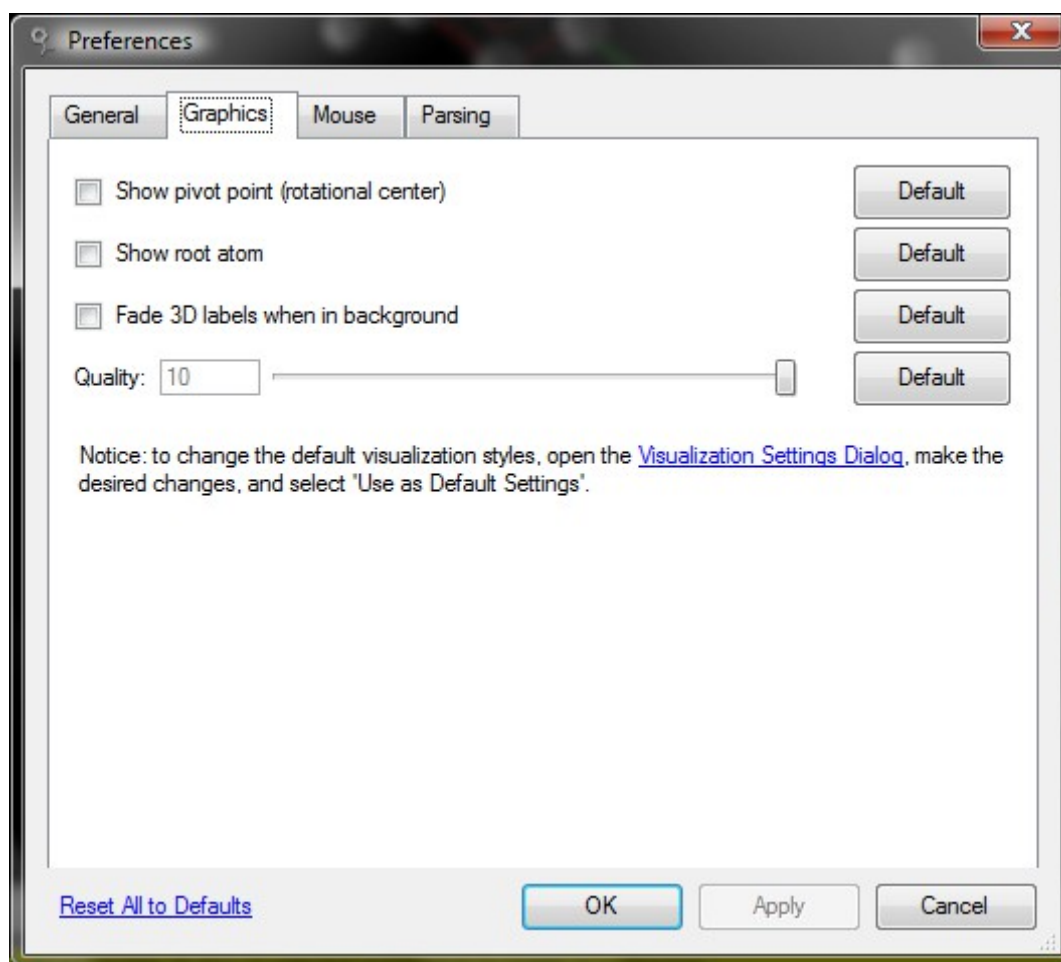 Preferences
General Graphics Mouse Parsing
Show pivot point (rotational center) Default
Show root atom Default
Fade 3D labels when in background Default
Quality: 10 Default
Notice: to change the default visualization styles, open the Visualization Settings Dialog, make the
desired changes, and select 'Use as Default Settings'.
Reset All to Defaults OK Apply Cancel